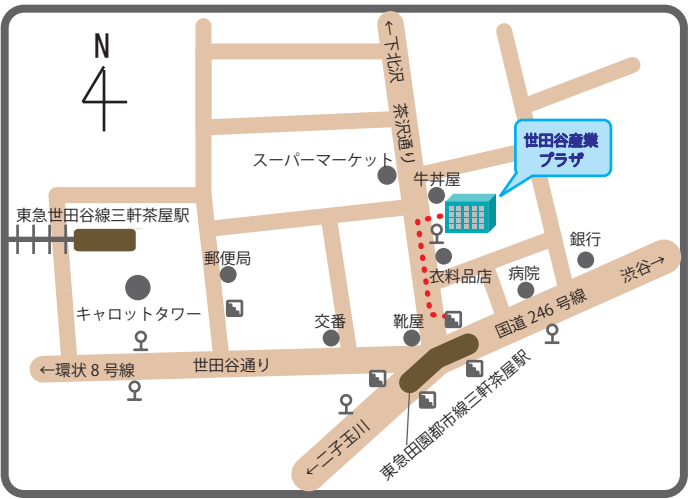 N
←下北沢
茶沢通り
世田谷産業
プラザ
スーパーマーケット
牛丼屋
東急世田谷線三軒茶屋駅
郵便局
衣料品店
銀行
病院
渋谷→
キャロットタワー
交番
靴屋
国道246号線
世田谷通り
←環状8号線
東急田園都市線三軒茶屋駅
←二子玉川